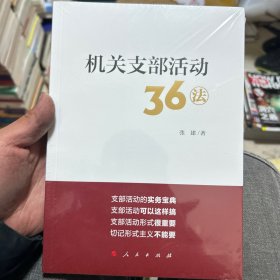 机关支部活动
36法
张雄/著
支部活动的实务宝典
支部活动可以这样搞
支部活动形式很重要
切记形式主义不能要
人民出版社